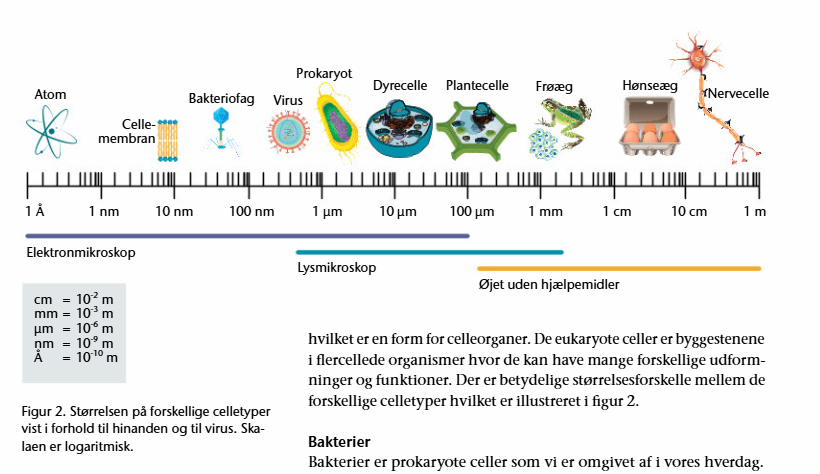 Atom
Celle-
membran
Bakteriofag
Virus
Prokaryot
Dyrecelle
Plantecelle
Frøæg
Hønseæg
Nervecelle
1 Å 1 nm 10 nm 100 nm 1 µm 10 µm 100 µm 1 mm 1 cm 10 cm 1 m
Elektronmikroskop
Lysmikroskop
Øjet uden hjælpemidler
cm = 10⁻² m
mm = 10⁻³ m
µm = 10⁻⁶ m
nm = 10⁻⁹ m
Å = 10⁻¹⁰ m
Figur 2. Størrelsen på forskellige celletyper
vist i forhold til hinanden og til virus. Ska-
laen er logaritmisk.
hvilket er en form for celleorganer. De eukaryote celler er byggestenene
i flercellede organismer hvor de kan have mange forskellige udform-
ninger og funktioner. Der er betydelige størrelsesforskelle mellem de
forskellige celletyper hvilket er illustreret i figur 2.
Bakterier
Bakterier er prokaryote celler som vi er omgivet af i vores hverdag.